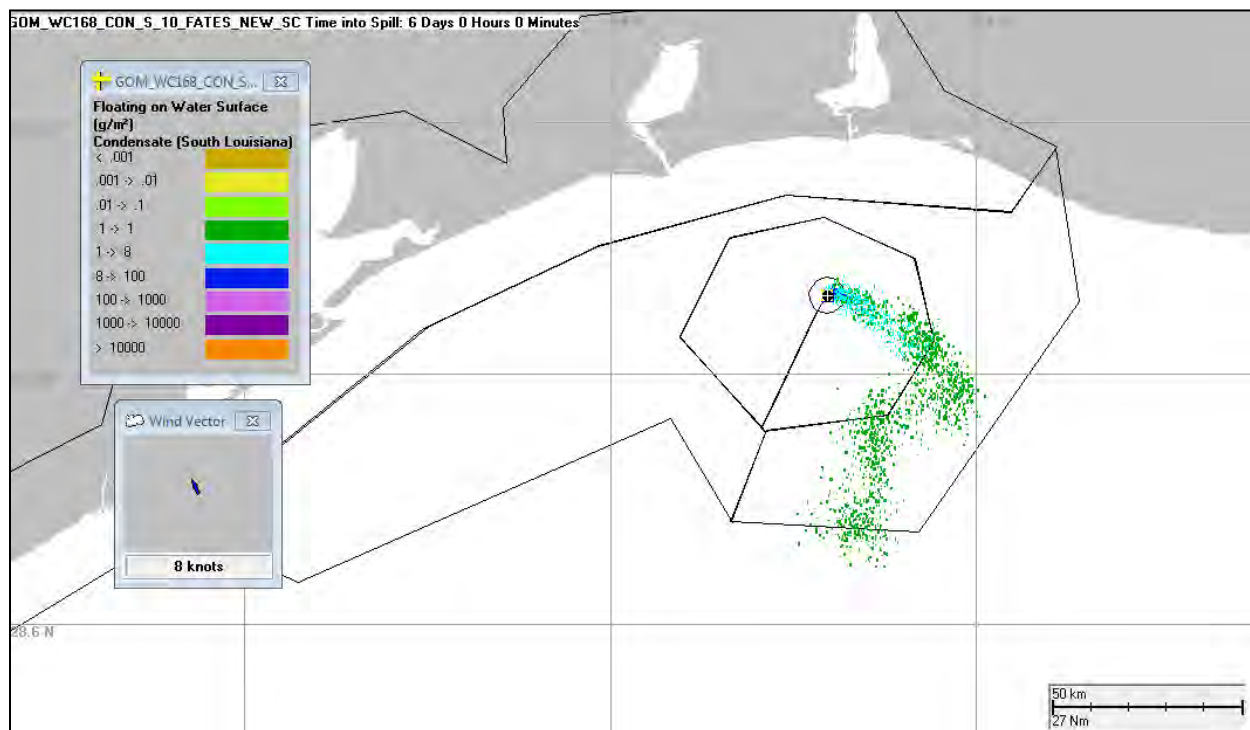 GOM_WC168_CON_S_10_FATES_NEW_SC Time into Spill: 6 Days 0 Hours 0 Minutes
GOM_WC168_CON_S...
Floating on Water Surface
(g/m²)
Condensate (South Louisiana)
< .001
.001 -> .01
.01 -> .1
.1 -> 1
1 -> 8
8 -> 100
100 -> 1000
1000 -> 10000
> 10000
Wind Vector
8 knots
28.6 N
50 km
27 Nm